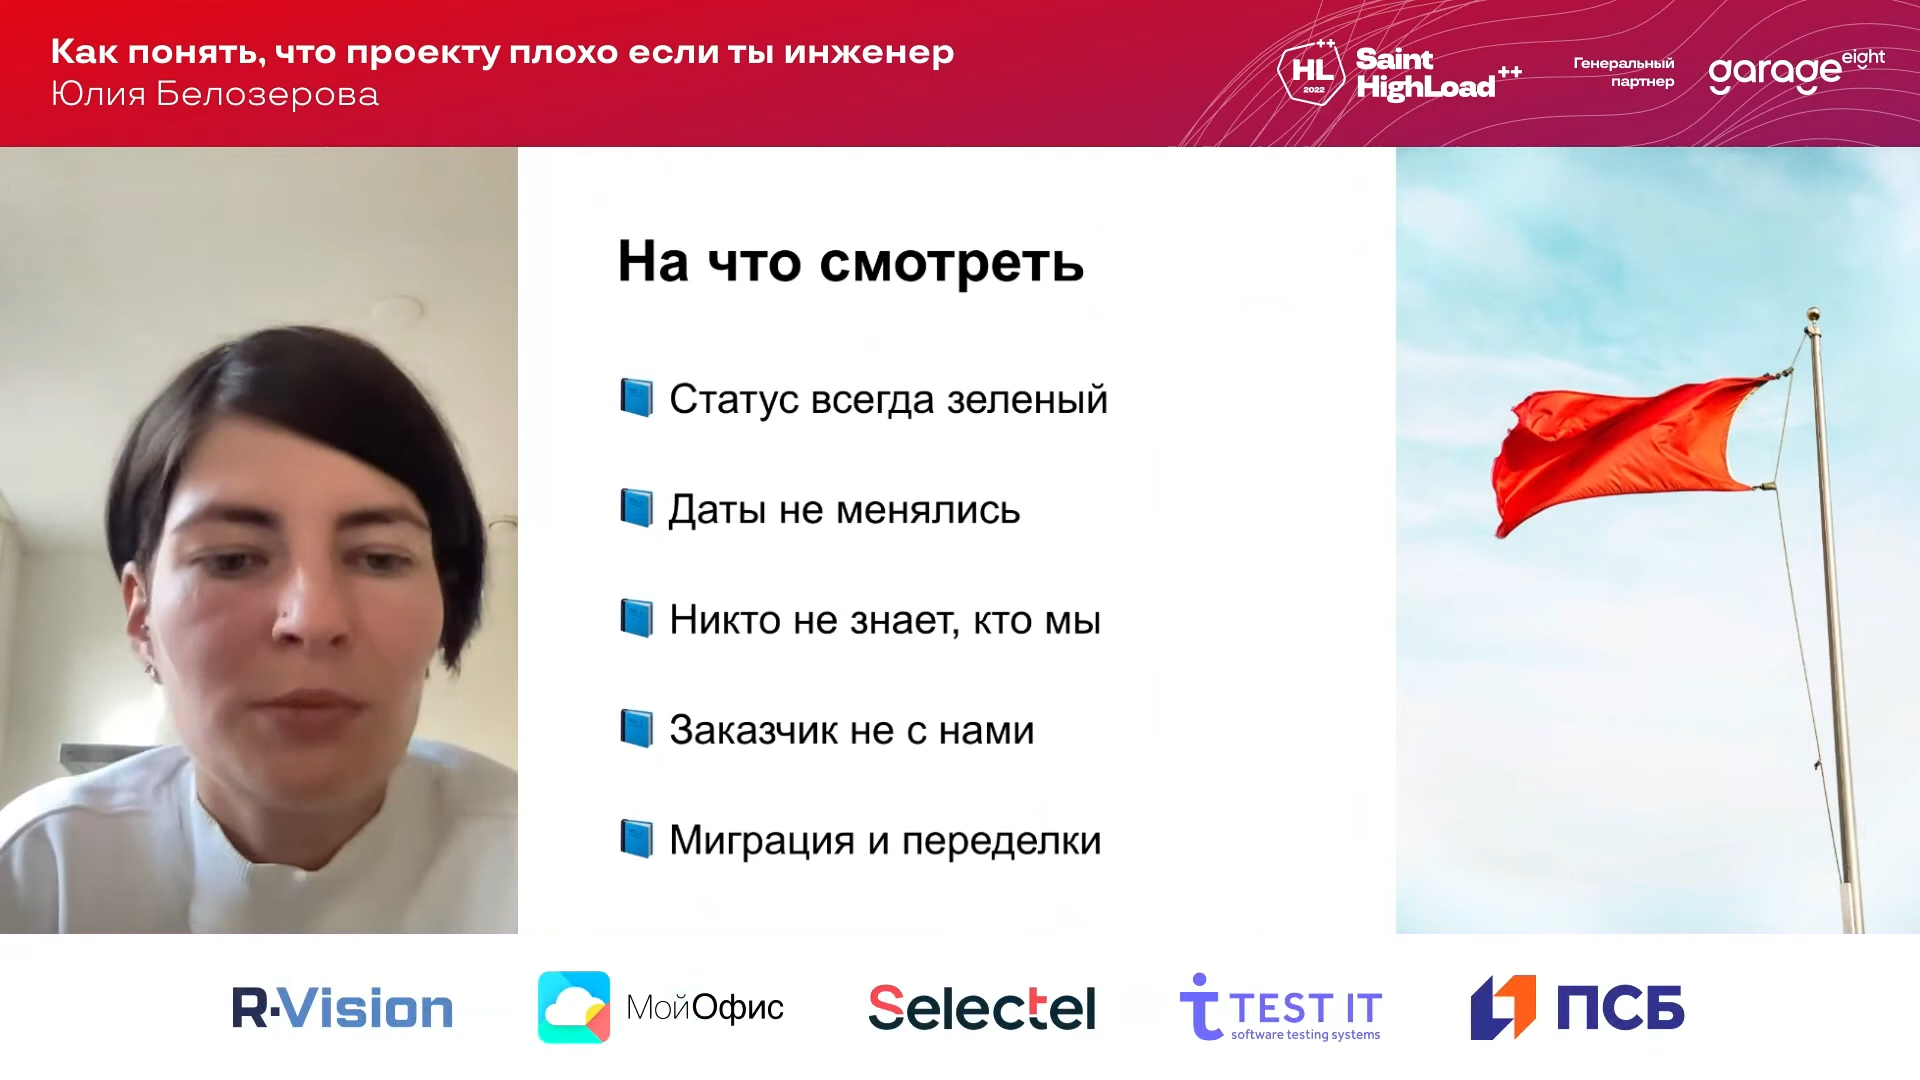 Как понять, что проекту плохо если ты инженер
Юлия Белозерова
HL++
2022
Saint
HighLoad++
Генеральный
партнер
garage eight
На что смотреть
Статус всегда зеленый
Даты не менялись
Никто не знает, кто мы
Заказчик не с нами
Миграция и переделки
R-Vision
МойОфис
Selectel
TEST IT
software testing systems
ПСБ